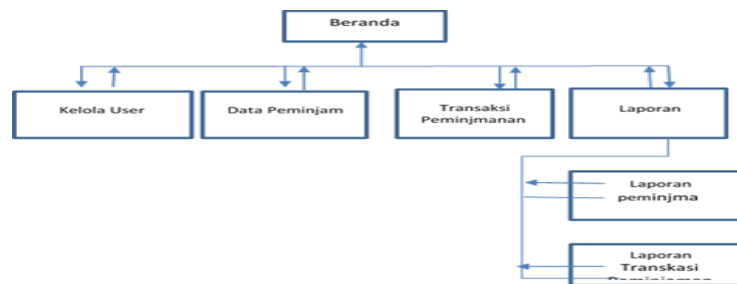 Beranda
Kelola User
Data Peminjam
Transaksi
Peminjmanan
Laporan
Laporan
peminjma
Laporan
Transkasi